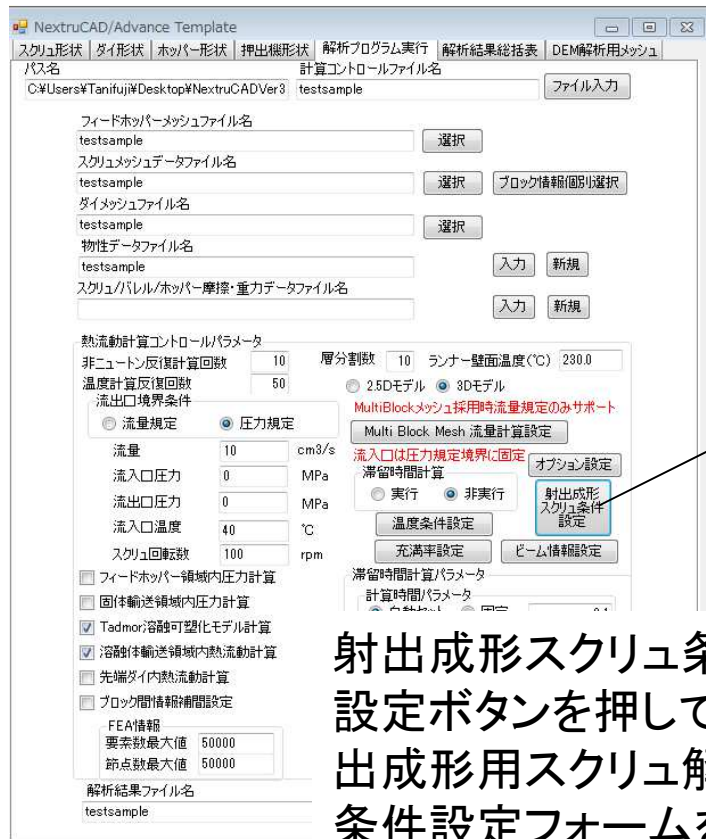 NextruCAD/Advance Template
スクリュ形状 ダイ形状 ホッパー形状 押出機形状 解析プログラム実行 解析結果総括表 DEM解析用メッシュ
パス名 計算コントロールファイル名
C:¥Users¥Tanifuji¥Desktop¥NextruCADVer3 testsample ファイル入力
フィードホッパーメッシュファイル名
testsample 選択
スクリュメッシュデータファイル名
testsample 選択 ブロック情報個別選択
ダイメッシュファイル名
testsample 選択
物性データファイル名
testsample 入力 新規
スクリュ/バレル/ホッパー摩擦・重力データファイル名
入力 新規
熱流動計算コントロールパラメータ
非ニュートン反復計算回数 10 層分割数 10 ランナー壁面温度(℃) 230.0
温度計算反復回数 50 2.5Dモデル 3Dモデル
流出口境界条件 MultiBlockメッシュ採用時流量規定のみサポート
流量規定 圧力規定 Multi Block Mesh 流量計算設定
流量 10 cm3/s 流入口は圧力規定境界に固定 オプション設定
流入口圧力 0 MPa 滞留時間計算
流出口圧力 0 MPa 実行 非実行 射出成形
スクリュ条件
設定
流入口温度 40 ℃ 温度条件設定
スクリュ回転数 100 rpm 充満率設定 ビーム情報設定
フィードホッパー領域内圧力計算 滞留時間計算パラメータ
固体輸送領域内圧力計算 計算時間パラメータ
Tadmor溶融可塑化モデル計算
溶融体輸送領域内熱流動計算
先端ダイ内熱流動計算
ブロック間情報補間設定
FEA情報
要素数最大値 50000
節点数最大値 50000
解析結果ファイル名
testsample
射出成形スクリュ条
設定ボタンを押して
出成形用スクリュ解
条件設定フォームを